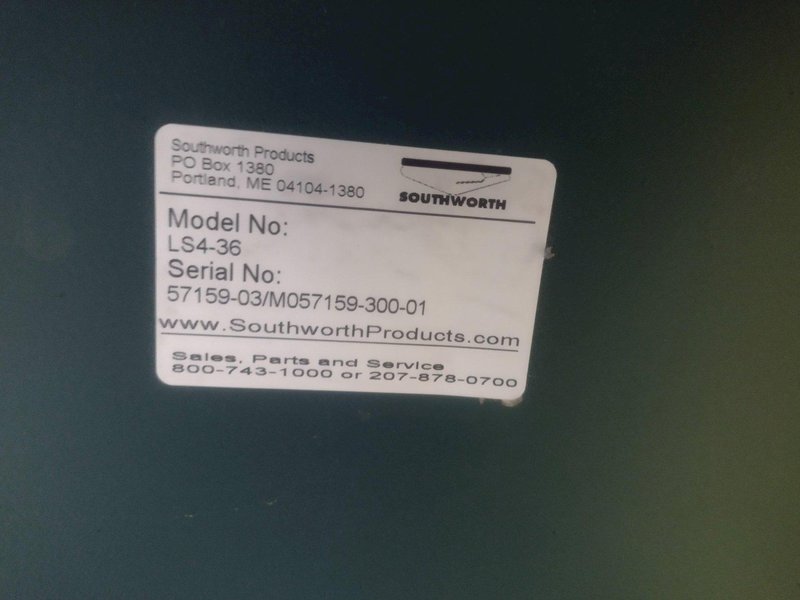 Southworth Products
PO Box 1380
Portland, ME 04104-1380
SOUTHWORTH
Model No:
LS4-36
Serial No:
57159-03/M057159-300-01
www.SouthworthProducts.com
Sales, Parts and Service
800-743-1000 or 207-878-0700